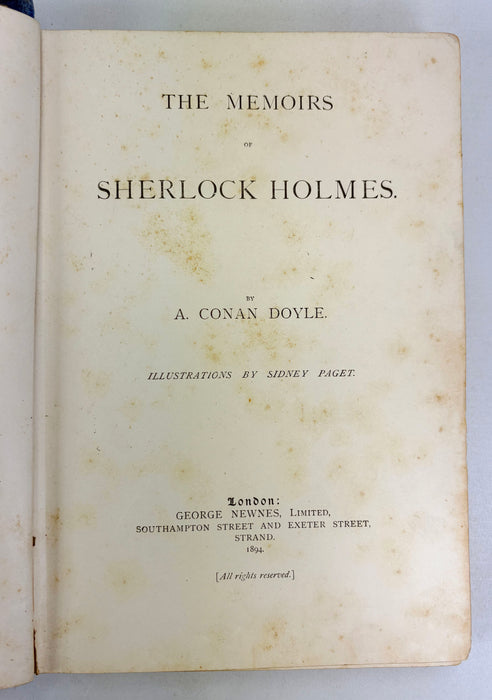 THE MEMOIRS
OF
SHERLOCK HOLMES.
BY
A. CONAN DOYLE.
ILLUSTRATIONS BY SIDNEY PAGET.
London:
GEORGE NEWNES, LIMITED,
SOUTHAMPTON STREET AND EXETER STREET,
STRAND.
1894.
[All rights reserved.]